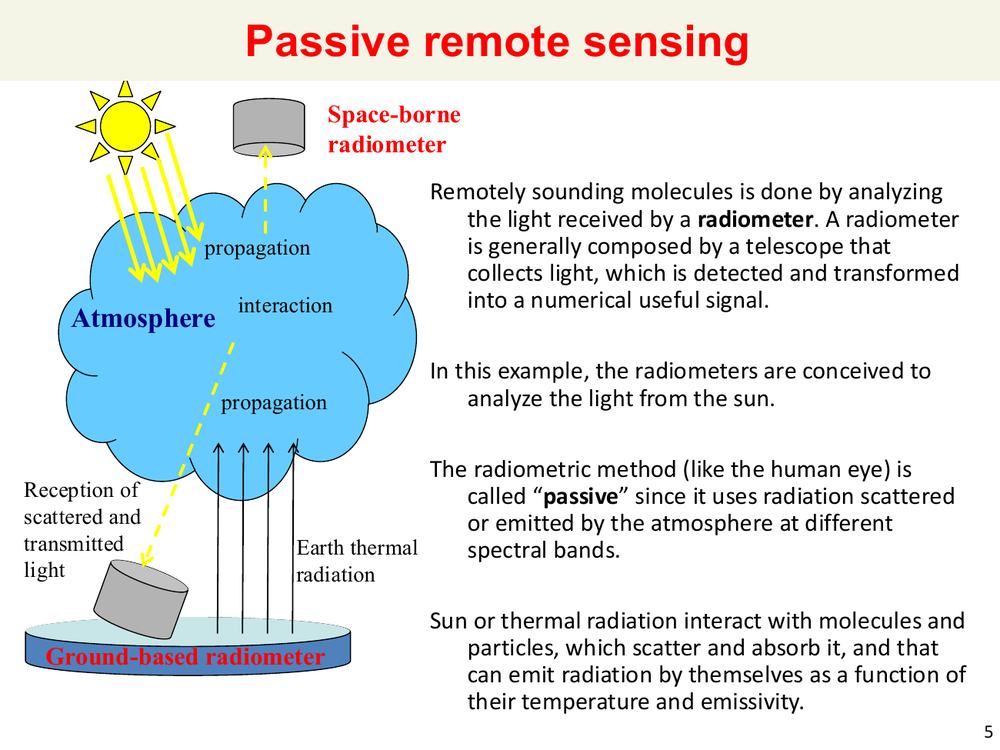 Passive remote sensing
Space-borne
radiometer
propagation
interaction
Atmosphere
propagation
Reception of
scattered and
transmitted
light
Earth thermal
radiation
Ground-based radiometer
Remotely sounding molecules is done by analyzing
the light received by a radiometer. A radiometer
is generally composed by a telescope that
collects light, which is detected and transformed
into a numerical useful signal.
In this example, the radiometers are conceived to
analyze the light from the sun.
The radiometric method (like the human eye) is
called “passive” since it uses radiation scattered
or emitted by the atmosphere at different
spectral bands.
Sun or thermal radiation interact with molecules and
particles, which scatter and absorb it, and that
can emit radiation by themselves as a function of
their temperature and emissivity.
5